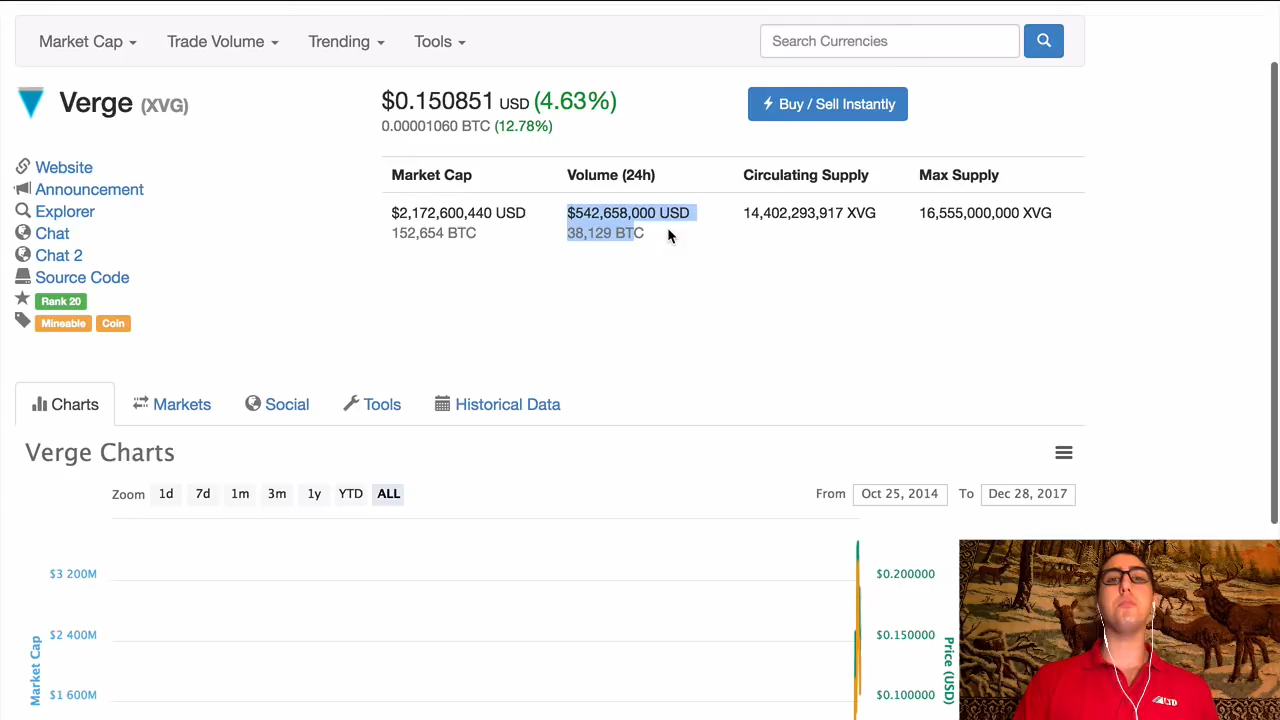 Market Cap Trade Volume Trending Tools Search Currencies
Verge (XVG)
$0.150851 USD (4.63%)
0.00001060 BTC (12.78%)
Buy / Sell Instantly
Website
Announcement
Explorer
Chat
Chat 2
Source Code
Rank 20
Mineable Coin
Market Cap Volume (24h) Circulating Supply Max Supply
$2,172,600,440 USD $542,658,000 USD 14,402,293,917 XVG 16,555,000,000 XVG
152,654 BTC 38,129 BTC
Charts Markets Social Tools Historical Data
Verge Charts
Zoom 1d 7d 1m 3m 1y YTD ALL From Oct 25, 2014 To Dec 28, 2017
$3 200M $0.200000
$2 400M $0.150000
$1 600M $0.100000
Market Cap
Price (USD)
LTD